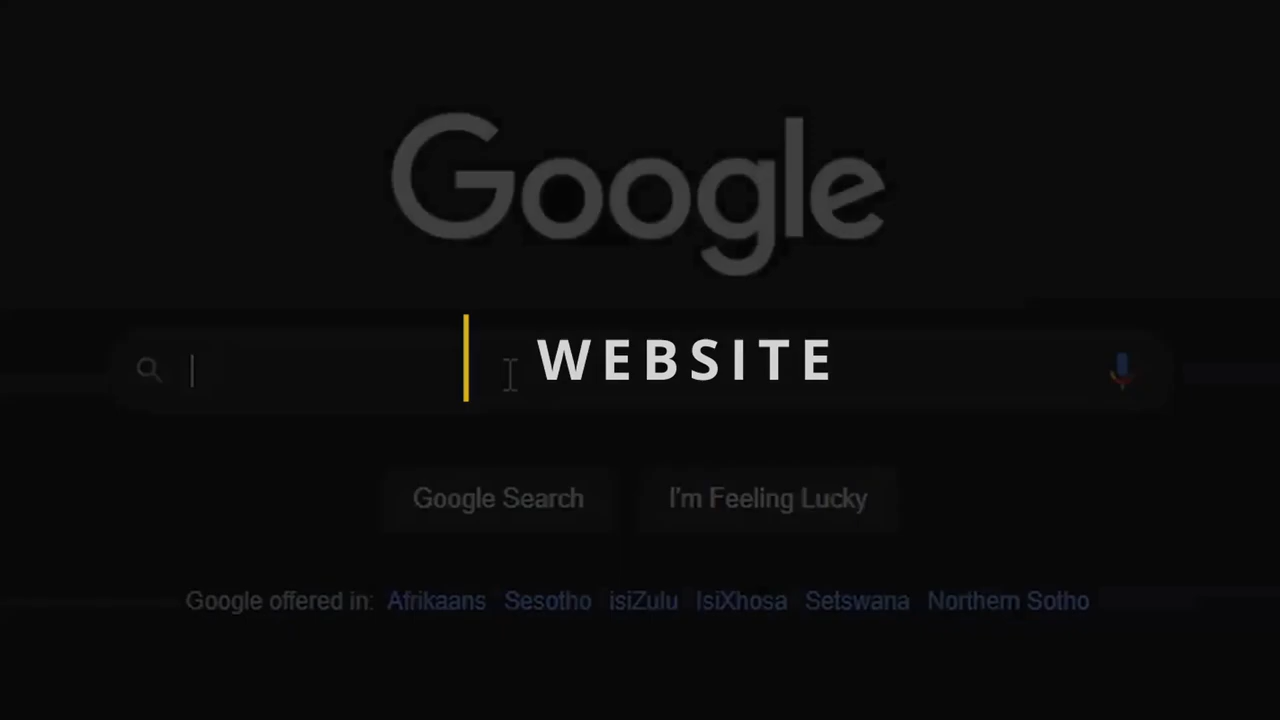 Google
WEBSITE
Google Search I'm Feeling Lucky
Google offered in: Afrikaans Sesotho isiZulu IsiXhosa Setswana Northern Sotho